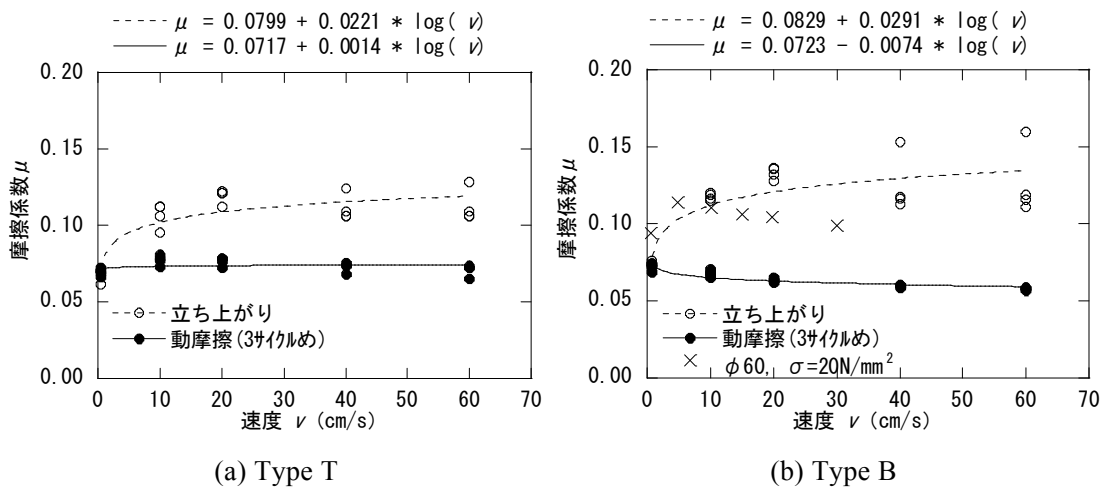 μ = 0.0799 + 0.0221 * log( ν)
μ = 0.0717 + 0.0014 * log( ν)
0.20
0.15
0.10
0.05
0.00
摩擦係数μ
立ち上がり
動摩擦(3ｻｲｸﾙめ)
0 10 20 30 40 50 60 70
速度 ν (cm/s)
(a) Type T
μ = 0.0829 + 0.0291 * log( ν)
μ = 0.0723 - 0.0074 * log( ν)
0.20
0.15
0.10
0.05
0.00
摩擦係数μ
立ち上がり
動摩擦(3ｻｲｸﾙめ)
φ60, σ=20N/mm²
0 10 20 30 40 50 60 70
速度 ν (cm/s)
(b) Type B